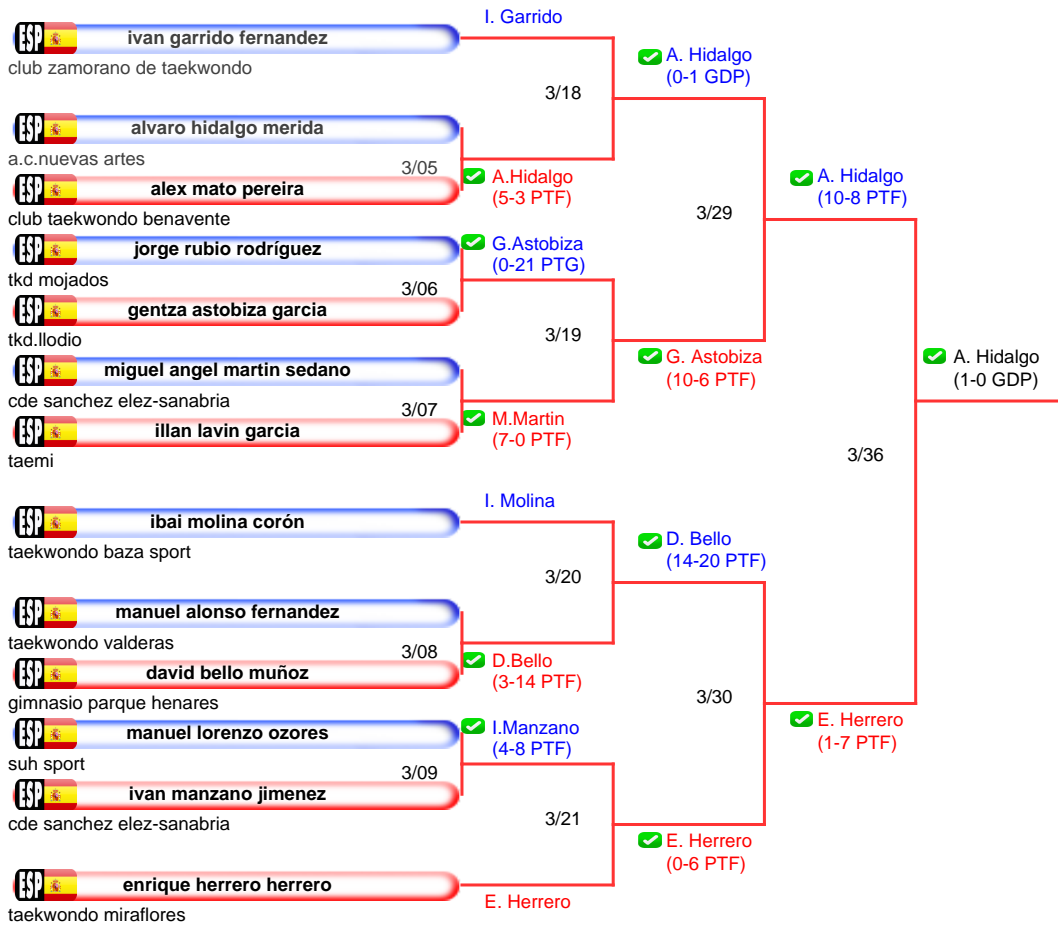 I. Garrido
ESP ivan garrido fernandez
club zamorano de taekwondo
A. Hidalgo
(0-1 GDP)
3/18
ESP alvaro hidalgo merida
a.c.nuevas artes
3/05
A.Hidalgo
(5-3 PTF)
ESP alex mato pereira
club taekwondo benavente
A. Hidalgo
(10-8 PTF)
3/29
ESP jorge rubio rodríguez
tkd mojados
G.Astobiza
(0-21 PTG)
3/06
ESP gentza astobiza garcia
tkd.llodio
3/19
G. Astobiza
(10-6 PTF)
ESP miguel angel martin sedano
cde sanchez elez-sanabria
3/07
M.Martin
(7-0 PTF)
ESP illan lavin garcia
taemi
A. Hidalgo
(1-0 GDP)
3/36
I. Molina
ESP ibai molina corón
taekwondo baza sport
D. Bello
(14-20 PTF)
3/20
ESP manuel alonso fernandez
taekwondo valderas
3/08
D.Bello
(3-14 PTF)
ESP david bello muñoz
gimnasio parque henares
3/30
E. Herrero
(1-7 PTF)
ESP manuel lorenzo ozores
suh sport
I.Manzano
(4-8 PTF)
3/09
ESP ivan manzano jimenez
cde sanchez elez-sanabria
3/21
E. Herrero
(0-6 PTF)
ESP enrique herrero herrero
taekwondo miraflores
E. Herrero